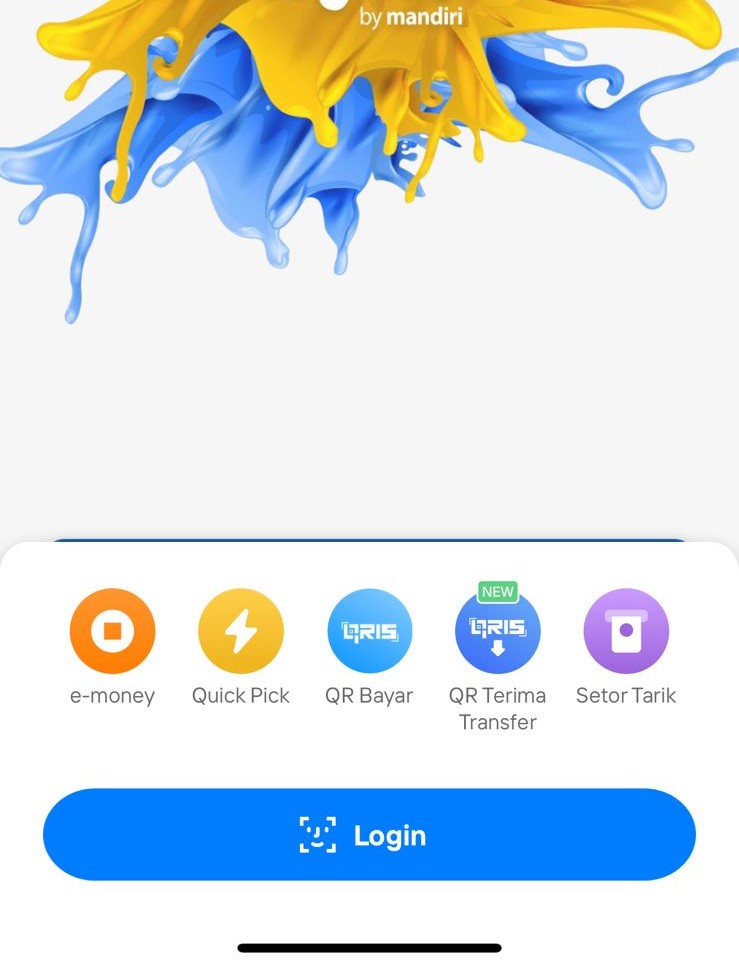 by mandiri
NEW
QRIS
QRIS
e-money
Quick Pick
QR Bayar
QR Terima
Transfer
Setor Tarik
Login